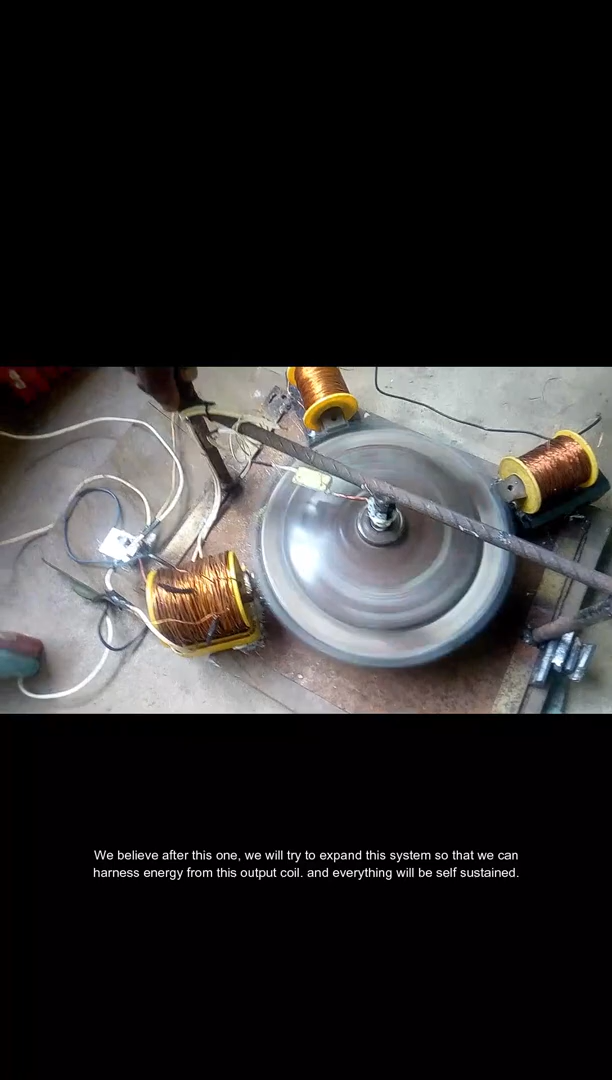 We believe after this one, we will try to expand this system so that we can
harness energy from this output coil. and everything will be self sustained.